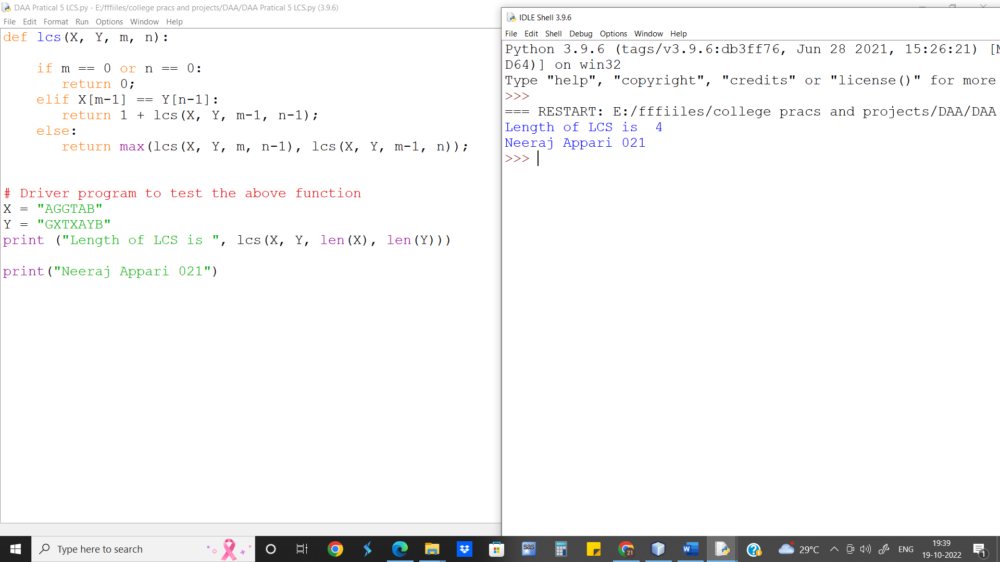 DAA Pratical 5 LCS.py - E:/fffiiles/college pracs and projects/DAA/DAA Pratical 5 LCS.py (3.9.6)
File Edit Format Run Options Window Help
def lcs(X, Y, m, n):
if m == 0 or n == 0:
return 0;
elif X[m-1] == Y[n-1]:
return 1 + lcs(X, Y, m-1, n-1);
else:
return max(lcs(X, Y, m, n-1), lcs(X, Y, m-1, n));
# Driver program to test the above function
X = "AGGTAB"
Y = "GXTXAYB"
print ("Length of LCS is ", lcs(X, Y, len(X), len(Y)))
print("Neeraj Appari 021")
IDLE Shell 3.9.6
File Edit Shell Debug Options Window Help
Python 3.9.6 (tags/v3.9.6:db3ff76, Jun 28 2021, 15:26:21) [
D64)] on win32
Type "help", "copyright", "credits" or "license()" for more
>>>
=== RESTART: E:/fffiiles/college pracs and projects/DAA/DAA
Length of LCS is  4
Neeraj Appari 021
>>>
Type here to search
sas
21
29°C
ENG
19:39
19-10-2022
1